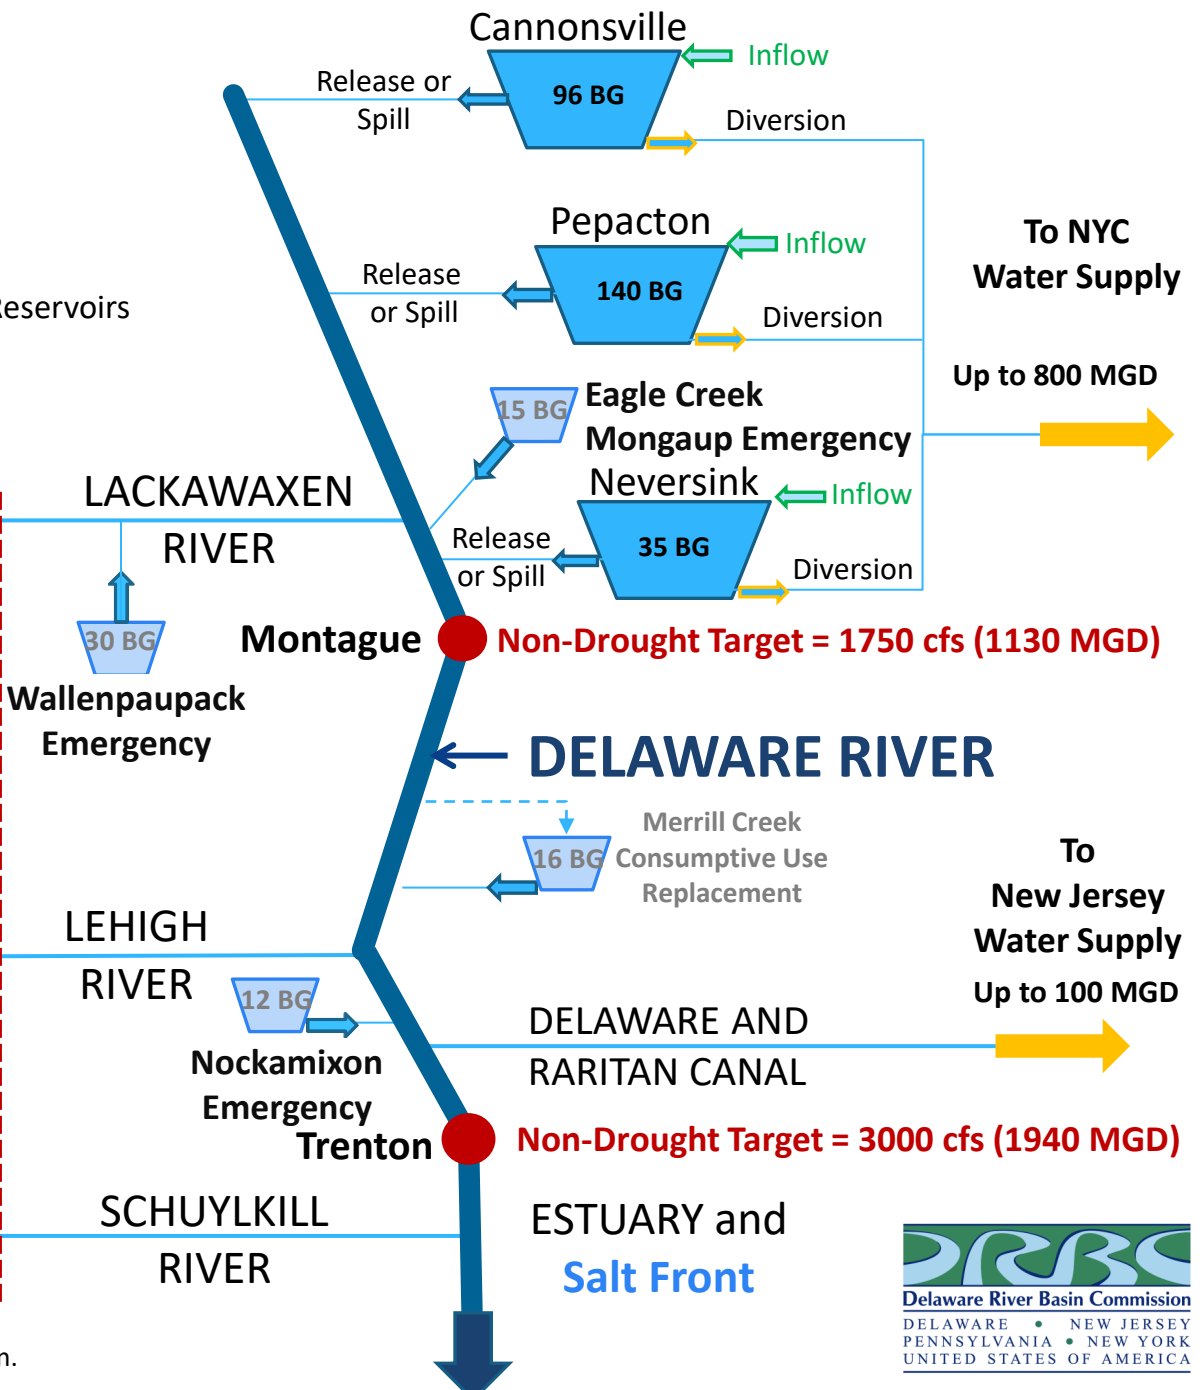 Cannonsville
Inflow
Release or
Spill
96 BG
Diversion
Pepacton
Inflow
Release
or Spill
140 BG
Diversion
To NYC
Water Supply
Reservoirs
Up to 800 MGD
15 BG
Eagle Creek
Mongaup Emergency
Neversink
Inflow
LACKAWAXEN
RIVER
Release
or Spill
35 BG
Diversion
30 BG
Wallenpaupack
Emergency
Montague
Non-Drought Target = 1750 cfs (1130 MGD)
DELAWARE RIVER
16 BG
Merrill Creek
Consumptive Use
Replacement
To
New Jersey
Water Supply
Up to 100 MGD
LEHIGH
RIVER
12 BG
Nockamixon
Emergency
DELAWARE AND
RARITAN CANAL
Trenton
Non-Drought Target = 3000 cfs (1940 MGD)
SCHUYLKILL
RIVER
ESTUARY and
Salt Front
DRBC
Delaware River Basin Commission
DELAWARE • NEW JERSEY
PENNSYLVANIA • NEW YORK
UNITED STATES OF AMERICA